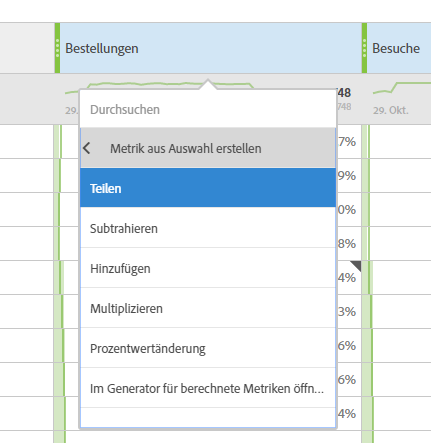 Bestellungen
Besuche
48
748
29.
29. Okt.
Durchsuchen
Metrik aus Auswahl erstellen
7%
Teilen
9%
0%
Subtrahieren
8%
Hinzufügen
4%
Multiplizieren
3%
Prozentwertänderung
6%
Im Generator für berechnete Metriken öffn...
6%
4%